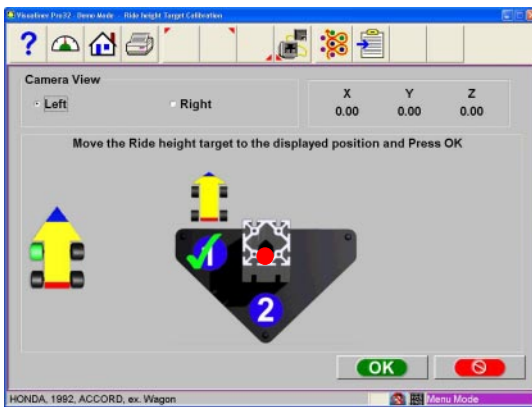 Visualiner Pro32 - Demo Mode - Ride height Target Calibration
?
Camera View
Left
Right
X Y Z
0.00 0.00 0.00
Move the Ride height target to the displayed position and Press OK
1
2
OK
HONDA, 1992, ACCORD, ex. Wagon
Menu Mode